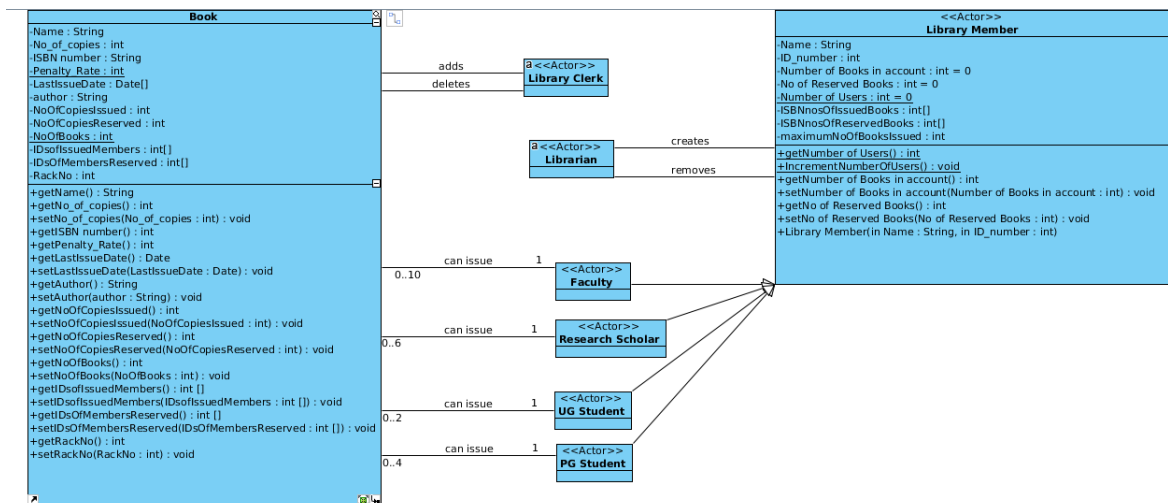 Book
-Name : String
-No_of_copies : int
-ISBN number : String
-Penalty_Rate : int
-LastIssueDate : Date[]
-author : String
-NoOfCopiesIssued : int
-NoOfCopiesReserved : int
-NoOfBooks : int
-IDsofIssuedMembers : int[]
-IDsOfMembersReserved : int[]
-RackNo : int
+getName() : String
+getNo_of_copies() : int
+setNo_of_copies(No_of_copies : int) : void
+getISBN number() : int
+getPenalty_Rate() : int
+getLastIssueDate() : Date
+setLastIssueDate(LastIssueDate : Date) : void
+getAuthor() : String
+setAuthor(author : String) : void
+getNoOfCopiesIssued() : int
+setNoOfCopiesIssued(NoOfCopiesIssued : int) : void
+getNoOfCopiesReserved() : int
+setNoOfCopiesReserved(NoOfCopiesReserved : int) : void
+getNoOfBooks() : int
+setNoOfBooks(NoOfBooks : int) : void
+getIDsofIssuedMembers() : int []
+setIDsofIssuedMembers(IDsofIssuedMembers : int []) : void
+getIDsOfMembersReserved() : int []
+setIDsOfMembersReserved(IDsOfMembersReserved : int []) : void
+getRackNo() : int
+setRackNo(RackNo : int) : void
adds
deletes
a <<Actor>>
Library Clerk
a <<Actor>>
Librarian
creates
removes
can issue 1
0..10
<<Actor>>
Faculty
can issue 1
0..6
<<Actor>>
Research Scholar
can issue 1
0..2
<<Actor>>
UG Student
can issue 1
0..4
<<Actor>>
PG Student
<<Actor>>
Library Member
-Name : String
-ID_number : int
-Number of Books in account : int = 0
-No of Reserved Books : int = 0
-Number of Users : int = 0
-ISBNnosOfIssuedBooks : int[]
-ISBNnosOfReservedBooks : int[]
-maximumNoOfBooksIssued : int
+getNumber of Users() : int
+IncrementNumberOfUsers() : void
+getNumber of Books in account() : int
+setNumber of Books in account(Number of Books in account : int) : void
+getNo of Reserved Books() : int
+setNo of Reserved Books(No of Reserved Books : int) : void
+Library Member(in Name : String, in ID_number : int)